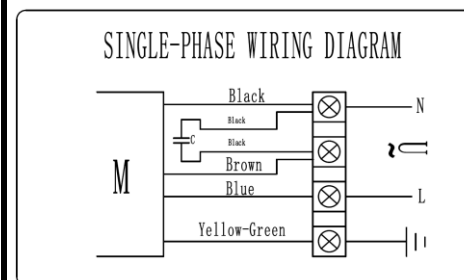 SINGLE-PHASE WIRING DIAGRAM
Black
N
Black
C
Black
Brown
M
Blue
L
Yellow-Green